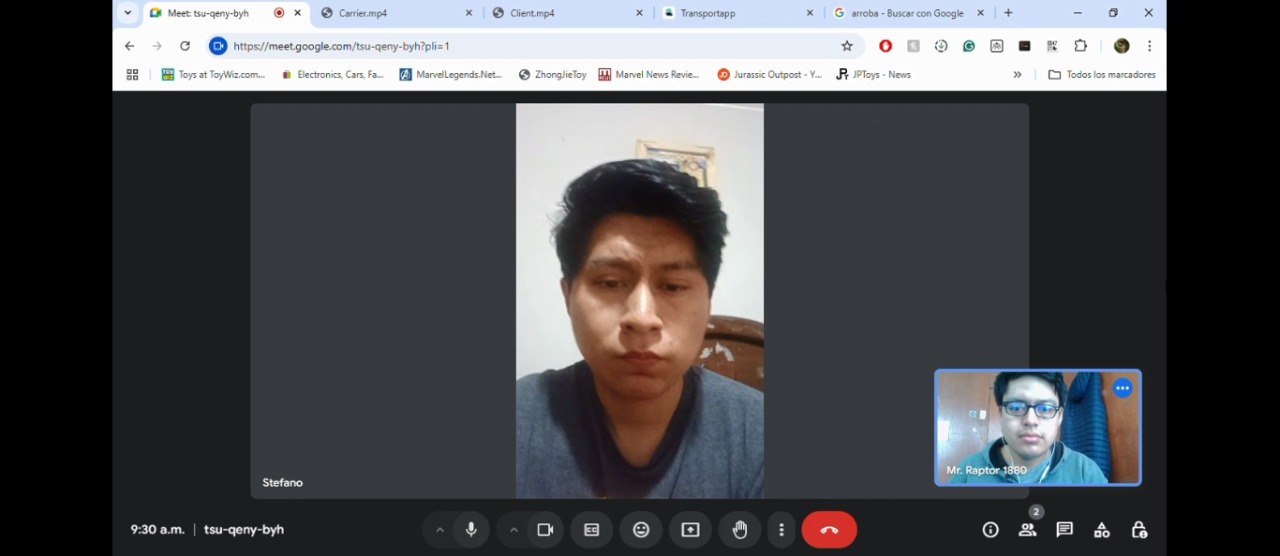 Meet: tsu-qeny-byh
Carrier.mp4
Client.mp4
Transportapp
arroba - Buscar con Google
https://meet.google.com/tsu-qeny-byh?pli=1
Toys at ToyWiz.com...
Electronics, Cars, Fa...
MarvelLegends.Net...
ZhongJieToy
Marvel News Revie...
Jurassic Outpost - Y...
JPToys - News
Todos los marcadores
Stefano
Mr. Raptor 1880
9:30 a.m. | tsu-qeny-byh
2